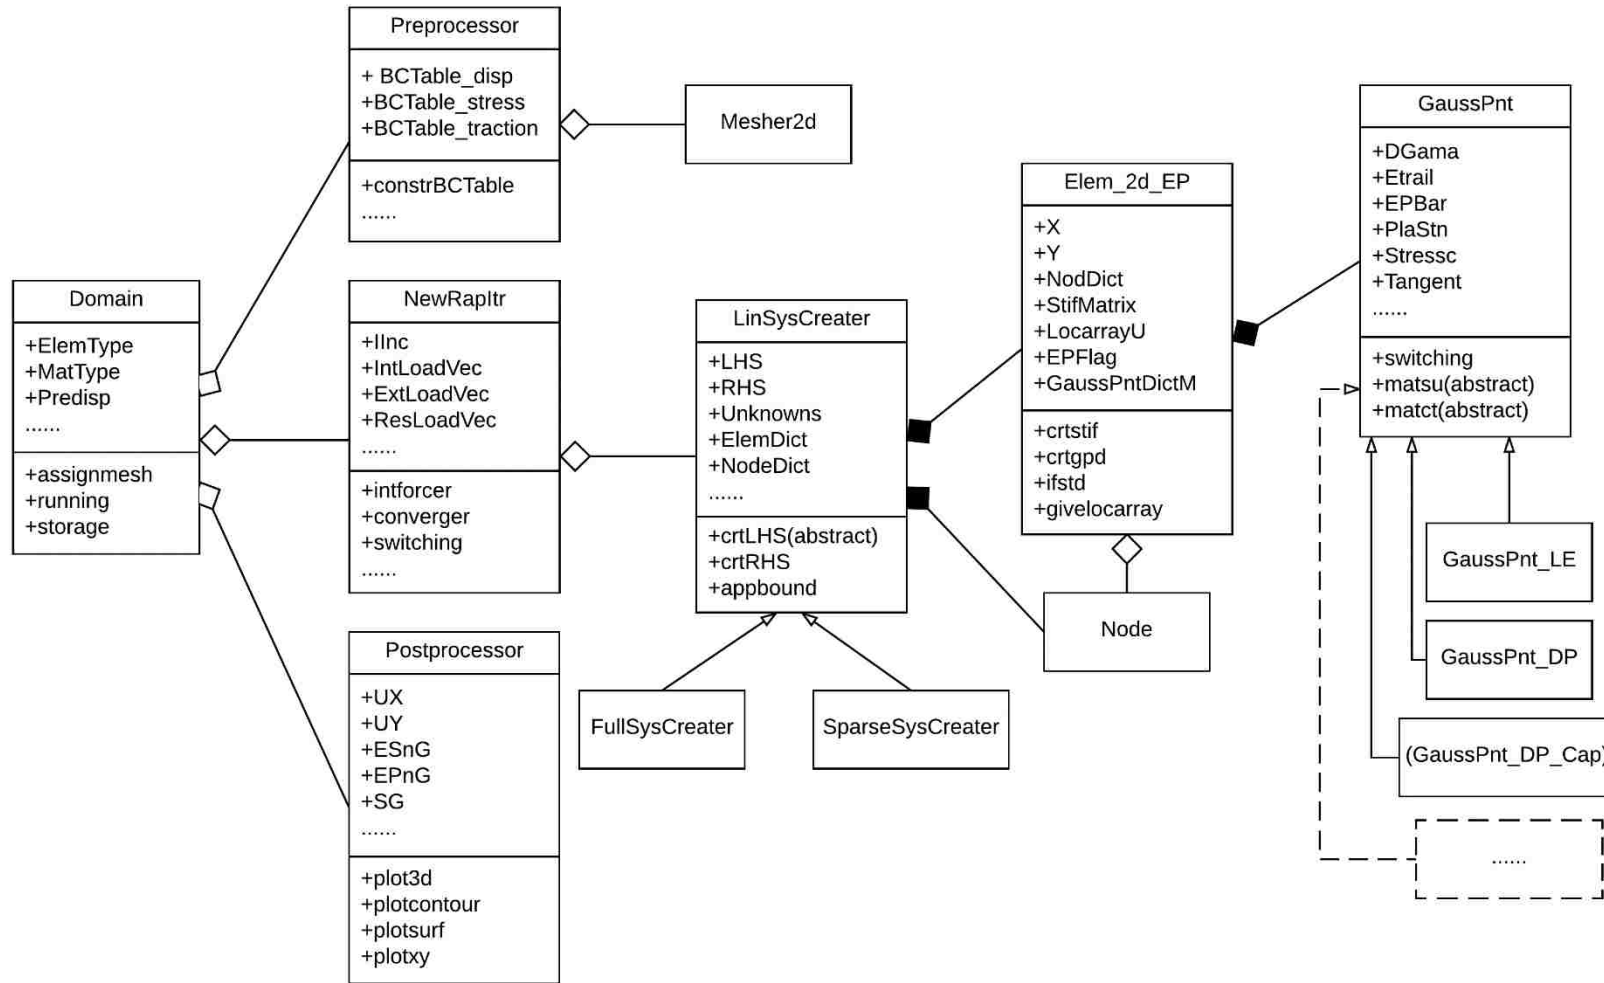 Preprocessor
+ BCTable_disp
+BCTable_stress
+BCTable_traction
+constrBCTable
......
Mesher2d
Domain
+ElemType
+MatType
+Predisp
......
+assignmesh
+running
+storage
NewRapItr
+IInc
+IntLoadVec
+ExtLoadVec
+ResLoadVec
......
+intforcer
+converger
+switching
......
Postprocessor
+UX
+UY
+ESnG
+EPnG
+SG
......
+plot3d
+plotcontour
+plotsurf
+plotxy
LinSysCreater
+LHS
+RHS
+Unknowns
+ElemDict
+NodeDict
......
+crtLHS(abstract)
+crtRHS
+appbound
FullSysCreater
SparseSysCreater
Elem_2d_EP
+X
+Y
+NodDict
+StifMatrix
+LocarrayU
+EPFlag
+GaussPntDictM
+crtstif
+crtgpd
+ifstd
+givelocarray
Node
GaussPnt
+DGama
+Etrail
+EPBar
+PlaStn
+Stressc
+Tangent
......
+switching
+matsu(abstract)
+matct(abstract)
GaussPnt_LE
GaussPnt_DP
(GaussPnt_DP_Cap)
......